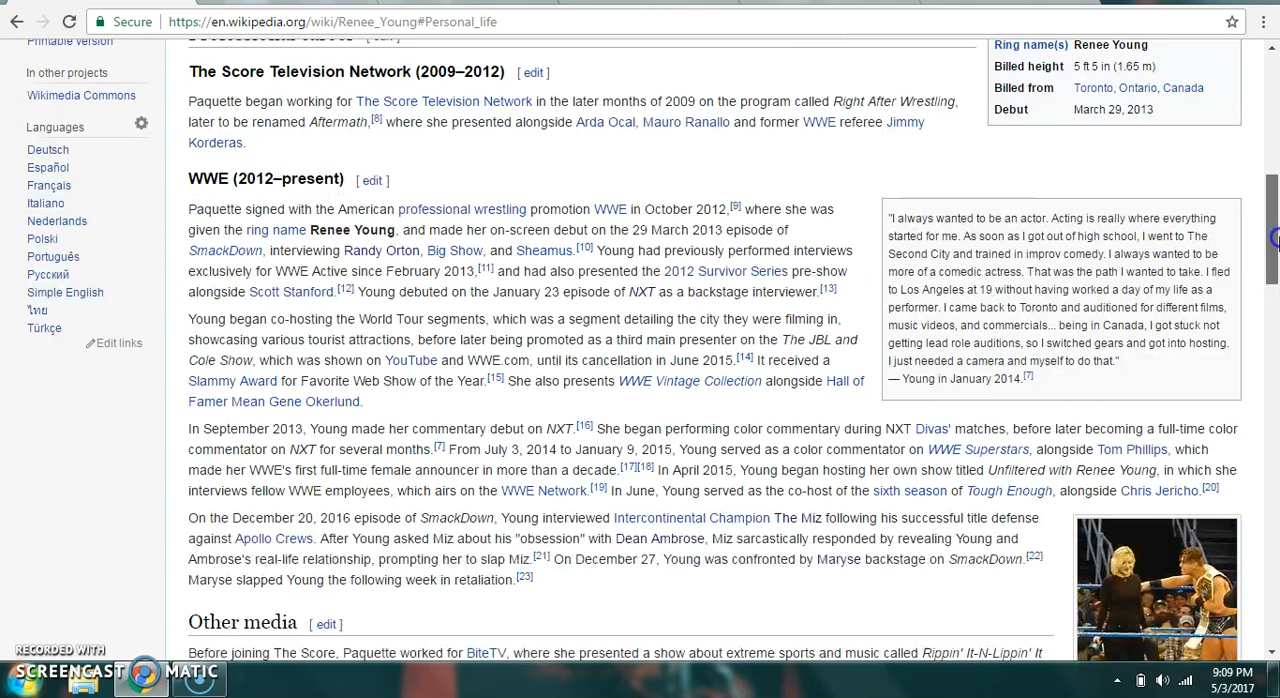 Secure https://en.wikipedia.org/wiki/Renee_Young#Personal_life
Printable version
In other projects
Wikimedia Commons
Languages
Deutsch
Español
Français
Italiano
Nederlands
Polski
Português
Русский
Simple English
ไทย
Türkçe
Edit links
[ edit ]
The Score Television Network (2009–2012) [ edit ]
Paquette began working for The Score Television Network in the later months of 2009 on the program called Right After Wrestling,
later to be renamed Aftermath,[8] where she presented alongside Arda Ocal, Mauro Ranallo and former WWE referee Jimmy
Korderas.
WWE (2012–present) [ edit ]
Paquette signed with the American professional wrestling promotion WWE in October 2012,[9] where she was
given the ring name Renee Young, and made her on-screen debut on the 29 March 2013 episode of
SmackDown, interviewing Randy Orton, Big Show, and Sheamus.[10] Young had previously performed interviews
exclusively for WWE Active since February 2013,[11] and had also presented the 2012 Survivor Series pre-show
alongside Scott Stanford.[12] Young debuted on the January 23 episode of NXT as a backstage interviewer.[13]
Young began co-hosting the World Tour segments, which was a segment detailing the city they were filming in,
showcasing various tourist attractions, before later being promoted as a third main presenter on the The JBL and
Cole Show, which was shown on YouTube and WWE.com, until its cancellation in June 2015.[14] It received a
Slammy Award for Favorite Web Show of the Year.[15] She also presents WWE Vintage Collection alongside Hall of
Famer Mean Gene Okerlund.
In September 2013, Young made her commentary debut on NXT.[16] She began performing color commentary during NXT Divas' matches, before later becoming a full-time color
commentator on NXT for several months.[7] From July 3, 2014 to January 9, 2015, Young served as a color commentator on WWE Superstars, alongside Tom Phillips, which
made her WWE's first full-time female announcer in more than a decade.[17][18] In April 2015, Young began hosting her own show titled Unfiltered with Renee Young, in which she
interviews fellow WWE employees, which airs on the WWE Network.[19] In June, Young served as the co-host of the sixth season of Tough Enough, alongside Chris Jericho.[20]
On the December 20, 2016 episode of SmackDown, Young interviewed Intercontinental Champion The Miz following his successful title defense
against Apollo Crews. After Young asked Miz about his "obsession" with Dean Ambrose, Miz sarcastically responded by revealing Young and
Ambrose's real-life relationship, prompting her to slap Miz.[21] On December 27, Young was confronted by Maryse backstage on SmackDown.[22]
Maryse slapped Young the following week in retaliation.[23]
Other media [ edit ]
Before joining The Score, Paquette worked for BiteTV, where she presented a show about extreme sports and music called Rippin' It-N-Lippin' It
Ring name(s) Renee Young
Billed height 5 ft 5 in (1.65 m)
Billed from Toronto, Ontario, Canada
Debut March 29, 2013
"I always wanted to be an actor. Acting is really where everything
started for me. As soon as I got out of high school, I went to The
Second City and trained in improv comedy. I always wanted to be
more of a comedic actress. That was the path I wanted to take. I fled
to Los Angeles at 19 without having worked a day of my life as a
performer. I came back to Toronto and auditioned for different films,
music videos, and commercials... being in Canada, I got stuck not
getting lead role auditions, so I switched gears and got into hosting.
I just needed a camera and myself to do that."
— Young in January 2014.[7]
RECORDED WITH
SCREENCAST MATIC
9:09 PM
5/3/2017